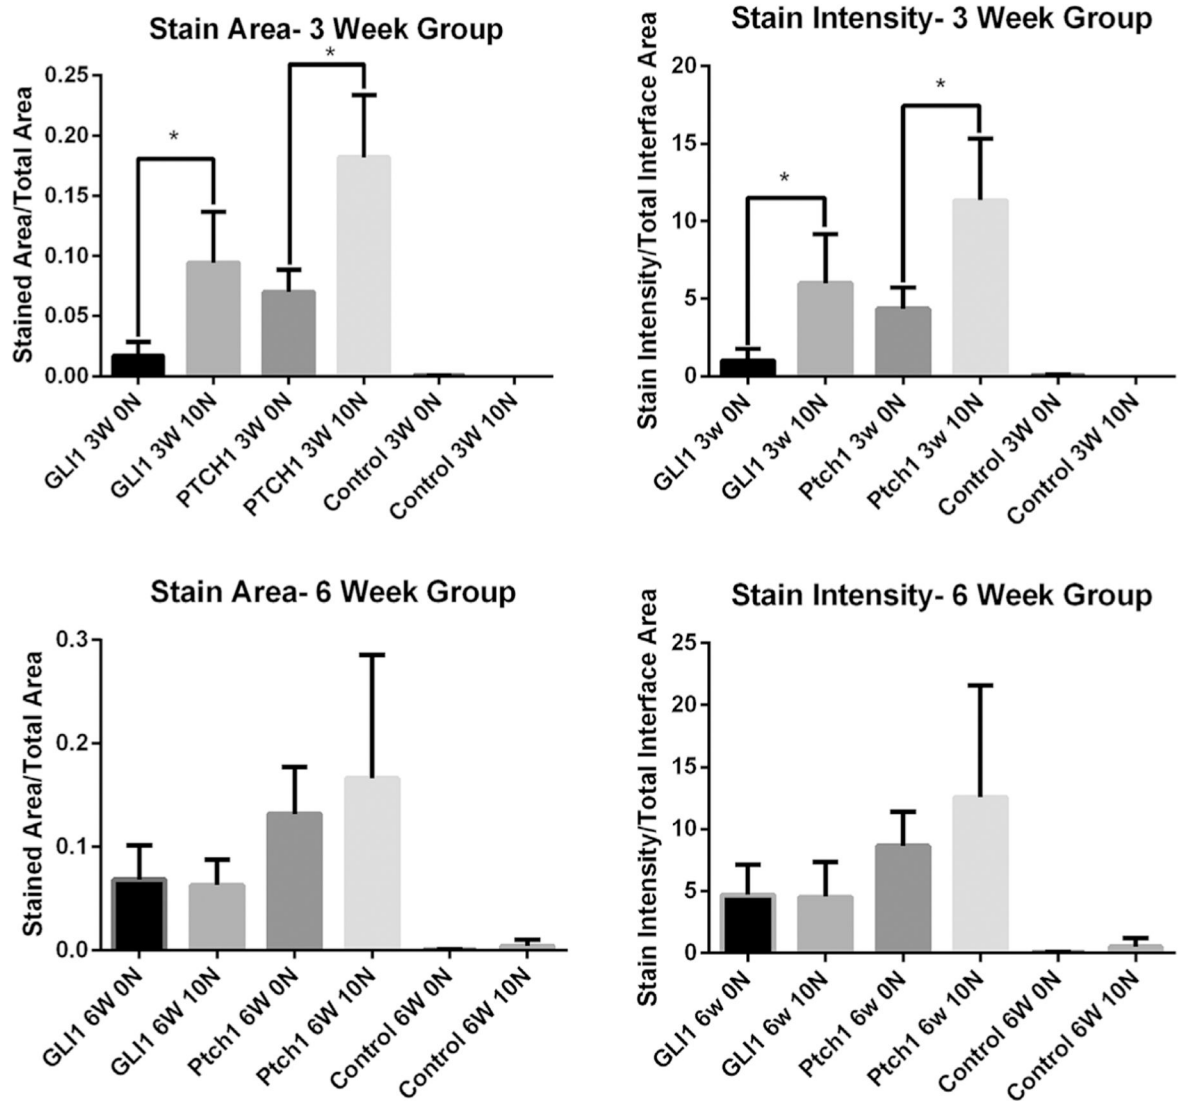 Stain Area- 3 Week Group
Stained Area/Total Area
0.25
0.20
0.15
0.10
0.05
0.00
*
*
GLI1 3W 0N
GLI1 3W 10N
PTCH1 3W 0N
PTCH1 3W 10N
Control 3W 0N
Control 3W 10N
Stain Intensity- 3 Week Group
Stain Intensity/Total Interface Area
20
15
10
5
0
*
*
GLI1 3w 0N
GLI1 3w 10N
Ptch1 3w 0N
Ptch1 3w 10N
Control 3W 0N
Control 3W 10N
Stain Area- 6 Week Group
Stained Area/Total Area
0.3
0.2
0.1
0.0
GLI1 6W 0N
GLI1 6W 10N
Ptch1 6W 0N
Ptch1 6W 10N
Control 6W 0N
Control 6W 10N
Stain Intensity- 6 Week Group
Stain Intensity/Total Interface Area
25
20
15
10
5
0
GLI1 6w 0N
GLI1 6w 10N
Ptch1 6w 0N
Ptch1 6w 10N
Control 6W 0N
Control 6W 10N